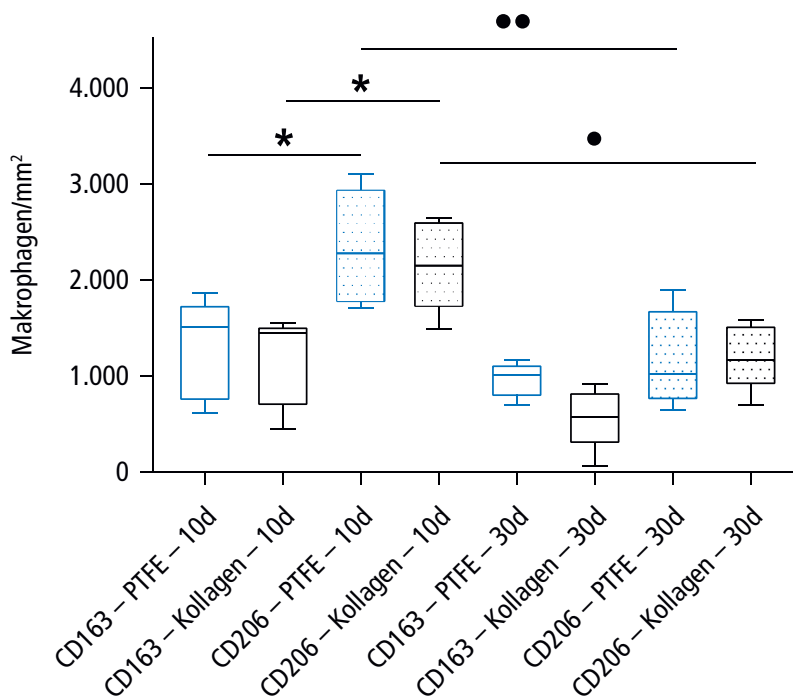 ●●
4.000
*
*
●
3.000
2.000
1.000
0
Makrophagen/mm²
CD163 – PTFE – 10d
CD163 – Kollagen – 10d
CD206 – PTFE – 10d
CD206 – Kollagen – 10d
CD163 – PTFE – 30d
CD163 – Kollagen – 30d
CD206 – PTFE – 30d
CD206 – Kollagen – 30d